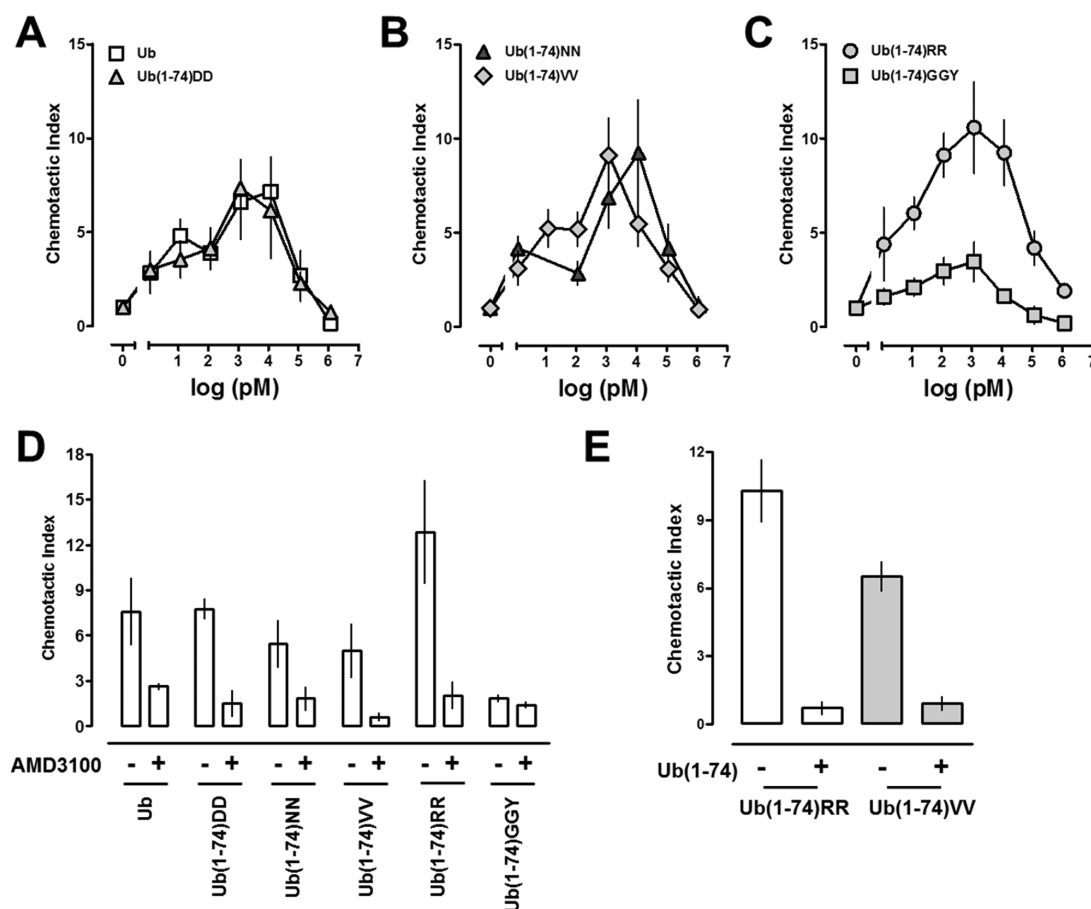 A
B
C
Ub
Ub(1-74)DD
Ub(1-74)NN
Ub(1-74)VV
Ub(1-74)RR
Ub(1-74)GGY
Chemotactic Index
15
10
5
0
0 1 2 3 4 5 6 7
log (pM)
Chemotactic Index
15
10
5
0
0 1 2 3 4 5 6 7
log (pM)
Chemotactic Index
15
10
5
0
0 1 2 3 4 5 6 7
log (pM)
D
Chemotactic Index
18
15
12
9
6
3
0
AMD3100 - + - + - + - + - + - +
Ub
Ub(1-74)DD
Ub(1-74)NN
Ub(1-74)VV
Ub(1-74)RR
Ub(1-74)GGY
E
Chemotactic Index
12
9
6
3
0
Ub(1-74) - + - +
Ub(1-74)RR Ub(1-74)VV